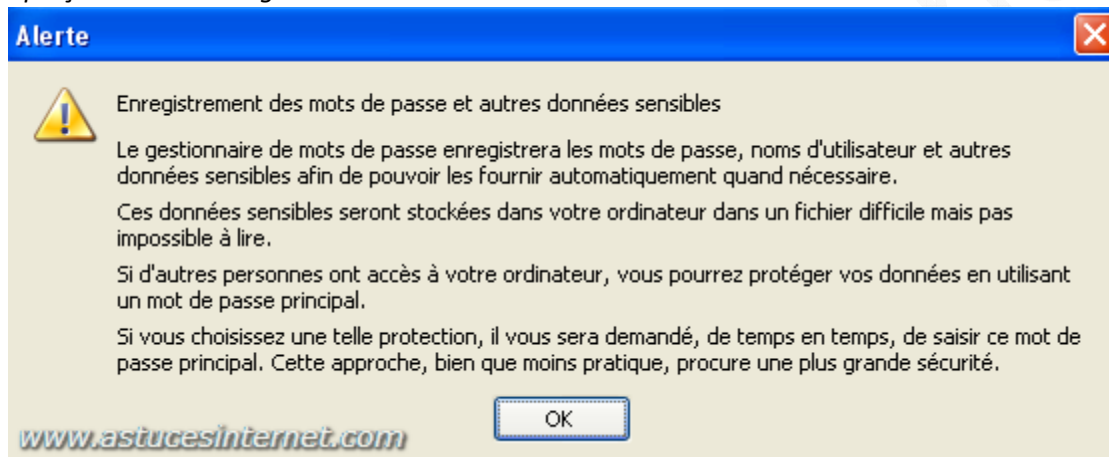 Alerte
Enregistrement des mots de passe et autres données sensibles
Le gestionnaire de mots de passe enregistrera les mots de passe, noms d'utilisateur et autres
données sensibles afin de pouvoir les fournir automatiquement quand nécessaire.
Ces données sensibles seront stockées dans votre ordinateur dans un fichier difficile mais pas
impossible à lire.
Si d'autres personnes ont accès à votre ordinateur, vous pourrez protéger vos données en utilisant
un mot de passe principal.
Si vous choisissez une telle protection, il vous sera demandé, de temps en temps, de saisir ce mot de
passe principal. Cette approche, bien que moins pratique, procure une plus grande sécurité.
OK
www.astucesinternet.com